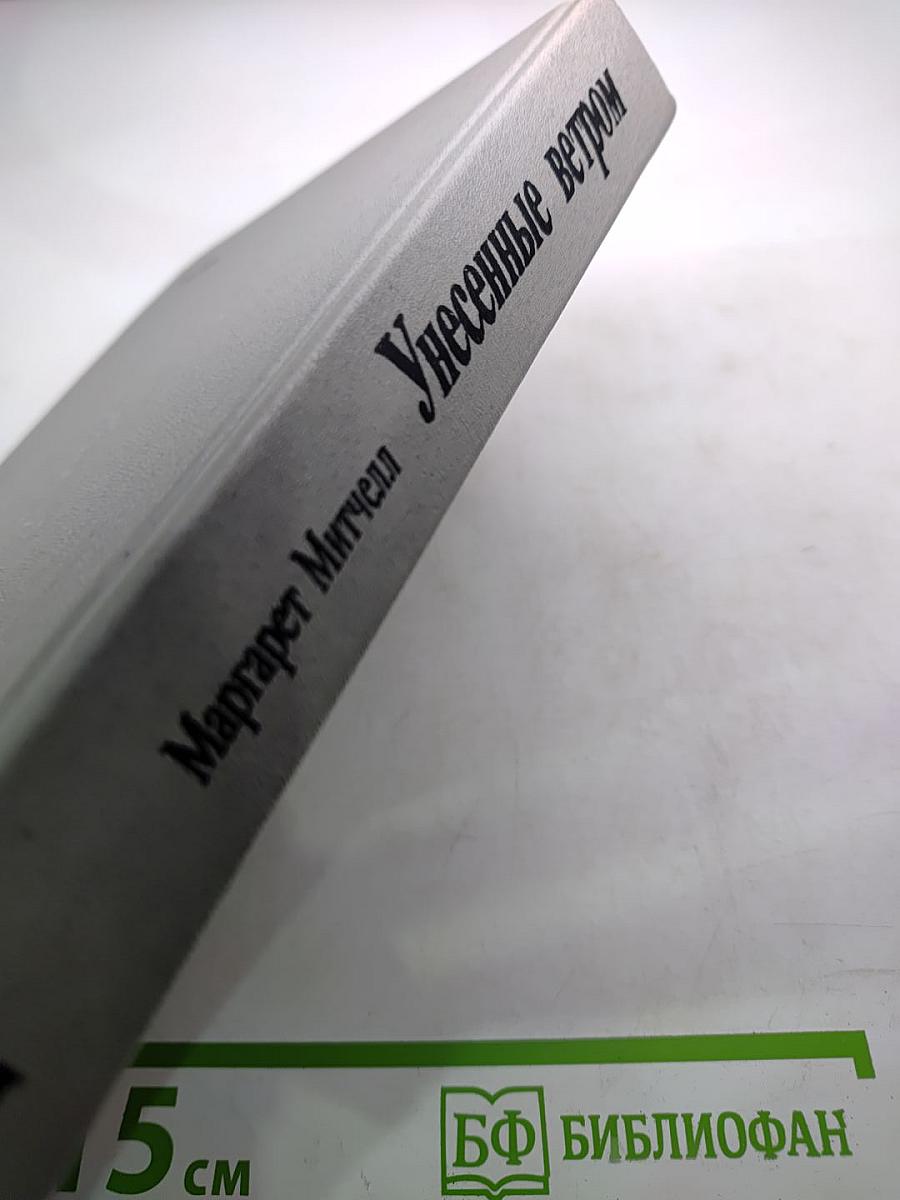 Маргарет Митчелл Унесенные ветром
15 см
БФ БИБЛИОФАН